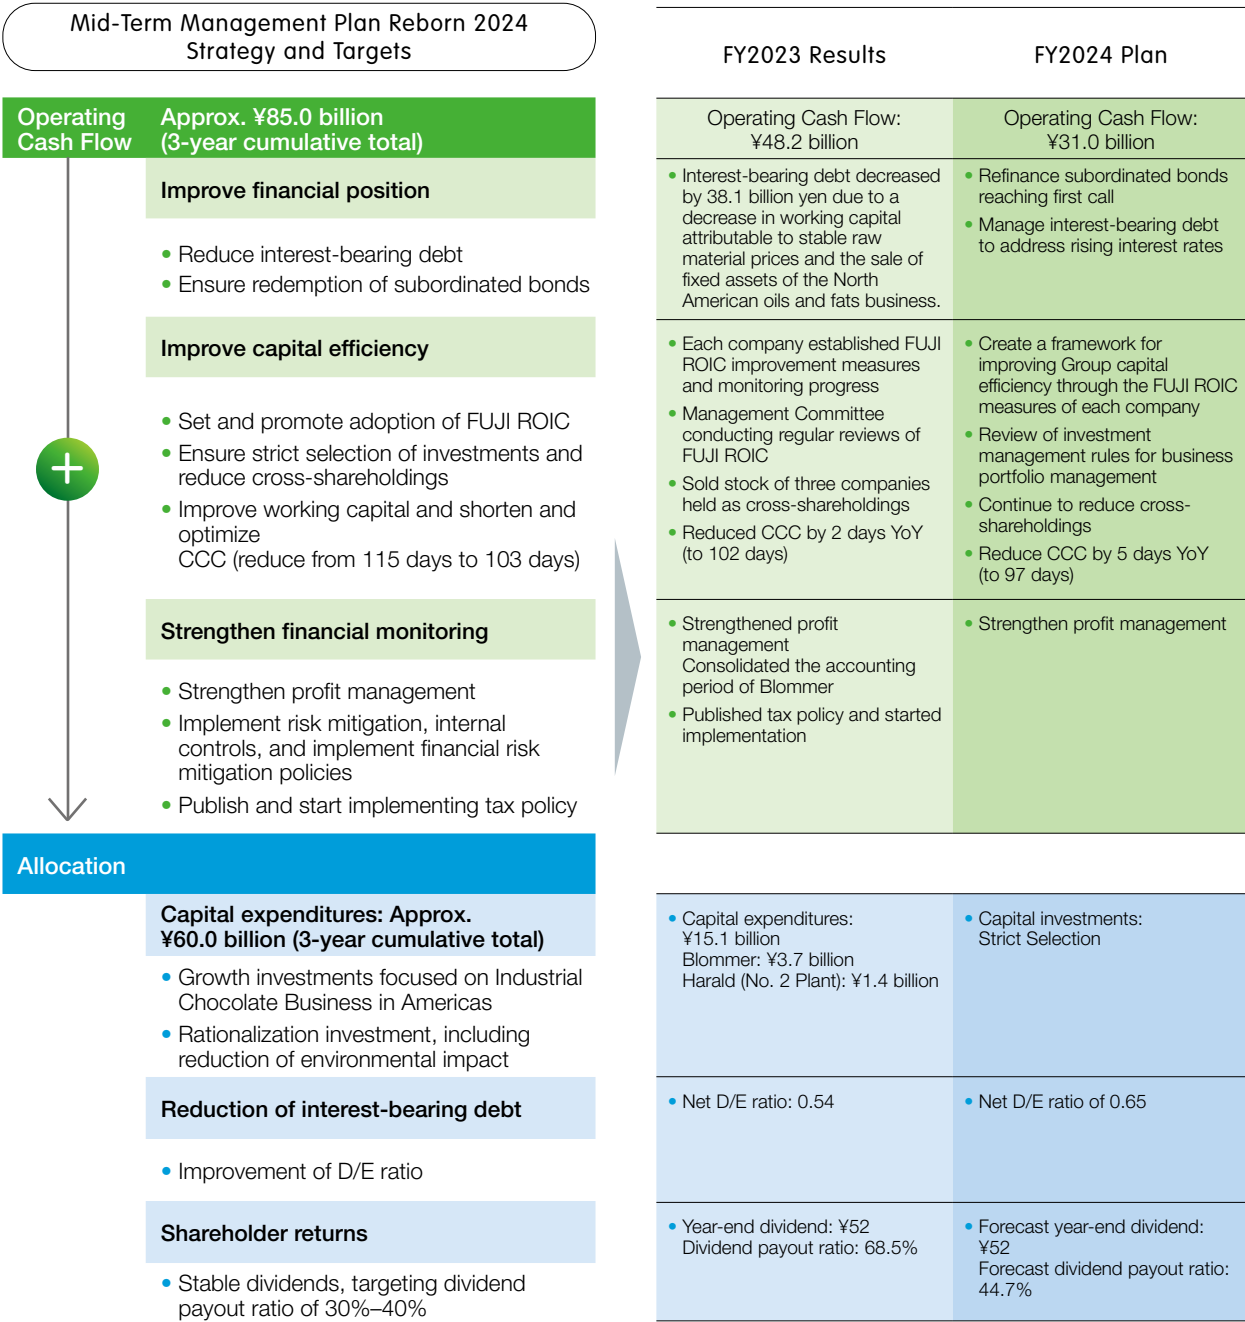 Mid-Term Management Plan Reborn 2024
Strategy and Targets
FY2023 Results
FY2024 Plan
Operating
Cash Flow
Approx. ¥85.0 billion
(3-year cumulative total)
Operating Cash Flow:
¥48.2 billion
Operating Cash Flow:
¥31.0 billion
Improve financial position
• Reduce interest-bearing debt
• Ensure redemption of subordinated bonds
• Interest-bearing debt decreased
by 38.1 billion yen due to a
decrease in working capital
attributable to stable raw
material prices and the sale of
fixed assets of the North
American oils and fats business.
• Refinance subordinated bonds
reaching first call
• Manage interest-bearing debt
to address rising interest rates
Improve capital efficiency
• Set and promote adoption of FUJI ROIC
• Ensure strict selection of investments and
reduce cross-shareholdings
• Improve working capital and shorten and
optimize
CCC (reduce from 115 days to 103 days)
• Each company established FUJI
ROIC improvement measures
and monitoring progress
• Management Committee
conducting regular reviews of
FUJI ROIC
• Sold stock of three companies
held as cross-shareholdings
• Reduced CCC by 2 days YoY
(to 102 days)
• Create a framework for
improving Group capital
efficiency through the FUJI ROIC
measures of each company
• Review of investment
management rules for business
portfolio management
• Continue to reduce cross-
shareholdings
• Reduce CCC by 5 days YoY
(to 97 days)
Strengthen financial monitoring
• Strengthen profit management
• Implement risk mitigation, internal
controls, and implement financial risk
mitigation policies
• Publish and start implementing tax policy
• Strengthened profit
management
Consolidated the accounting
period of Blommer
• Published tax policy and started
implementation
• Strengthen profit management
Allocation
Capital expenditures: Approx.
¥60.0 billion (3-year cumulative total)
• Growth investments focused on Industrial
Chocolate Business in Americas
• Rationalization investment, including
reduction of environmental impact
• Capital expenditures:
¥15.1 billion
Blommer: ¥3.7 billion
Harald (No. 2 Plant): ¥1.4 billion
• Capital investments:
Strict Selection
Reduction of interest-bearing debt
• Improvement of D/E ratio
• Net D/E ratio: 0.54
• Net D/E ratio of 0.65
Shareholder returns
• Stable dividends, targeting dividend
payout ratio of 30%–40%
• Year-end dividend: ¥52
Dividend payout ratio: 68.5%
• Forecast year-end dividend:
¥52
Forecast dividend payout ratio:
44.7%